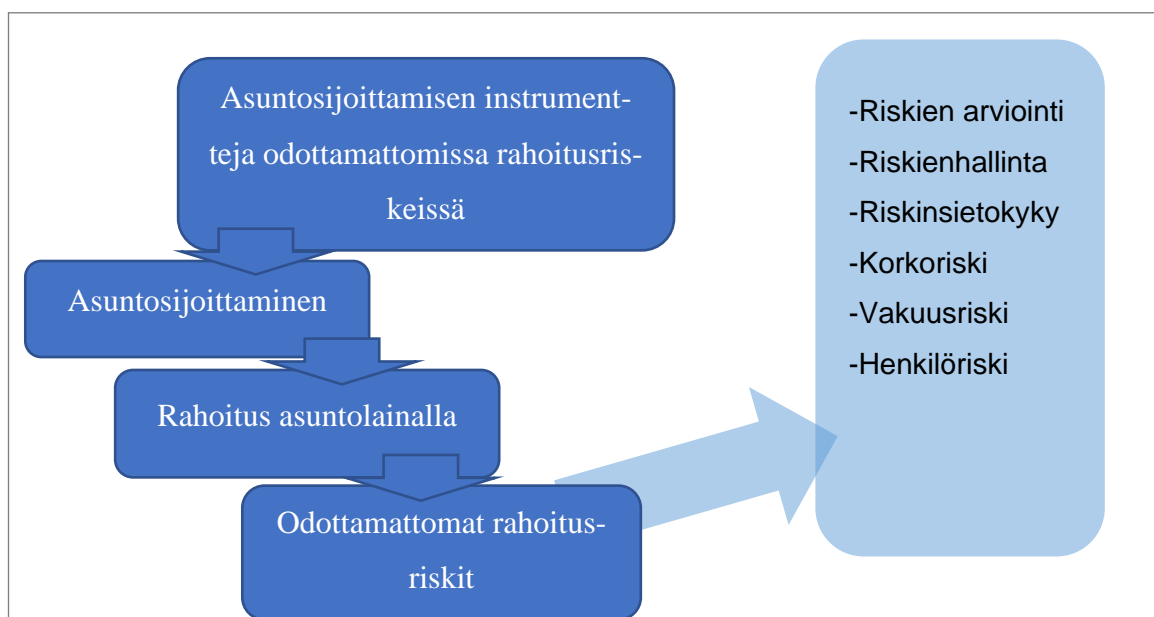 Asuntosijoittamisen instrument-
teja odottamattomissa rahoitusris-
keissä
Asuntosijoittaminen
Rahoitus asuntolainalla
Odottamattomat rahoitus-
riskit
-Riskien arviointi
-Riskienhallinta
-Riskinsietokyky
-Korkoriski
-Vakuusriski
-Henkilöriski